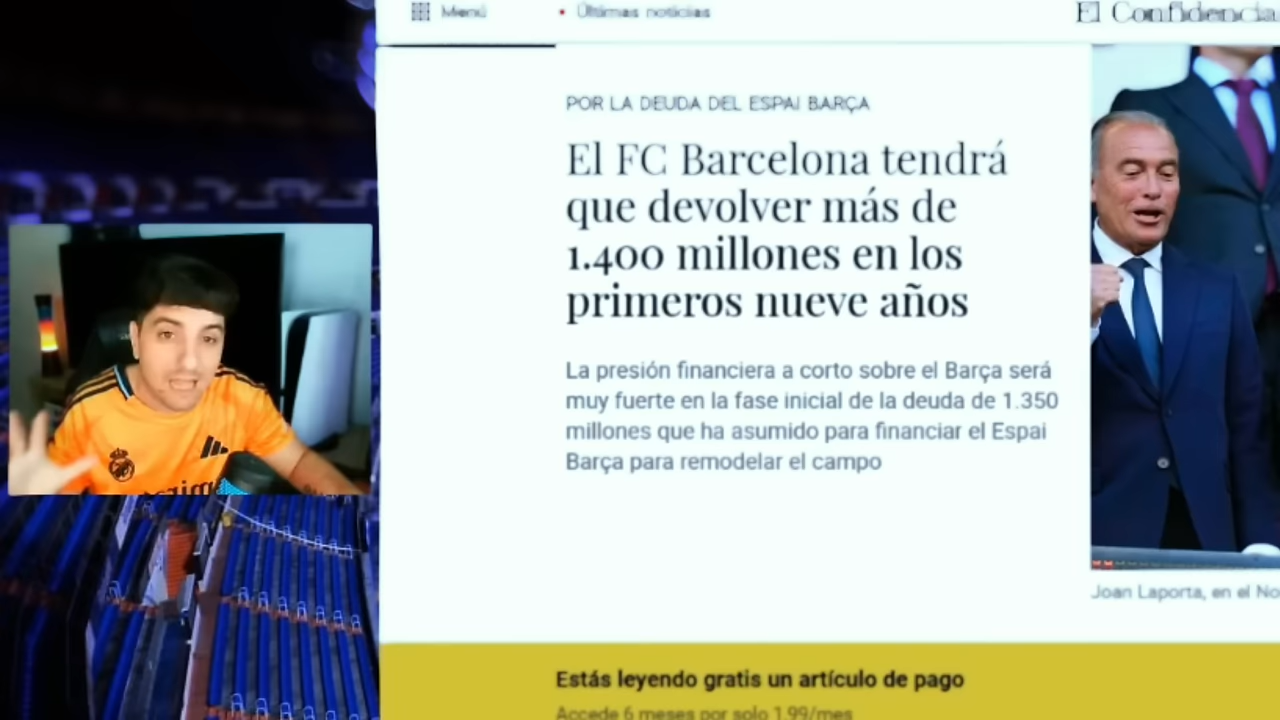 Menú
• Últimas noticias
El Confidencia
POR LA DEUDA DEL ESPAI BARÇA
El FC Barcelona tendrá
que devolver más de
1.400 millones en los
primeros nueve años
La presión financiera a corto sobre el Barça será
muy fuerte en la fase inicial de la deuda de 1.350
millones que ha asumido para financiar el Espai
Barça para remodelar el campo
Joan Laporta, en el No
Estás leyendo gratis un artículo de pago
Accede 6 meses por solo 1,99/mes